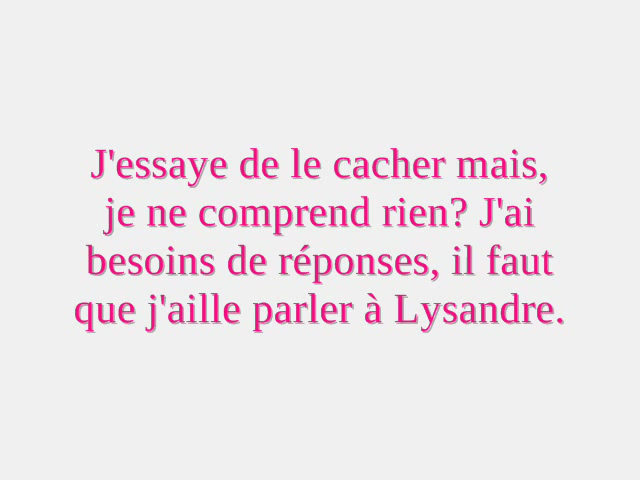 J'essaye de le cacher mais,
je ne comprend rien? J'ai
besoins de réponses, il faut
que j'aille parler à Lysandre.